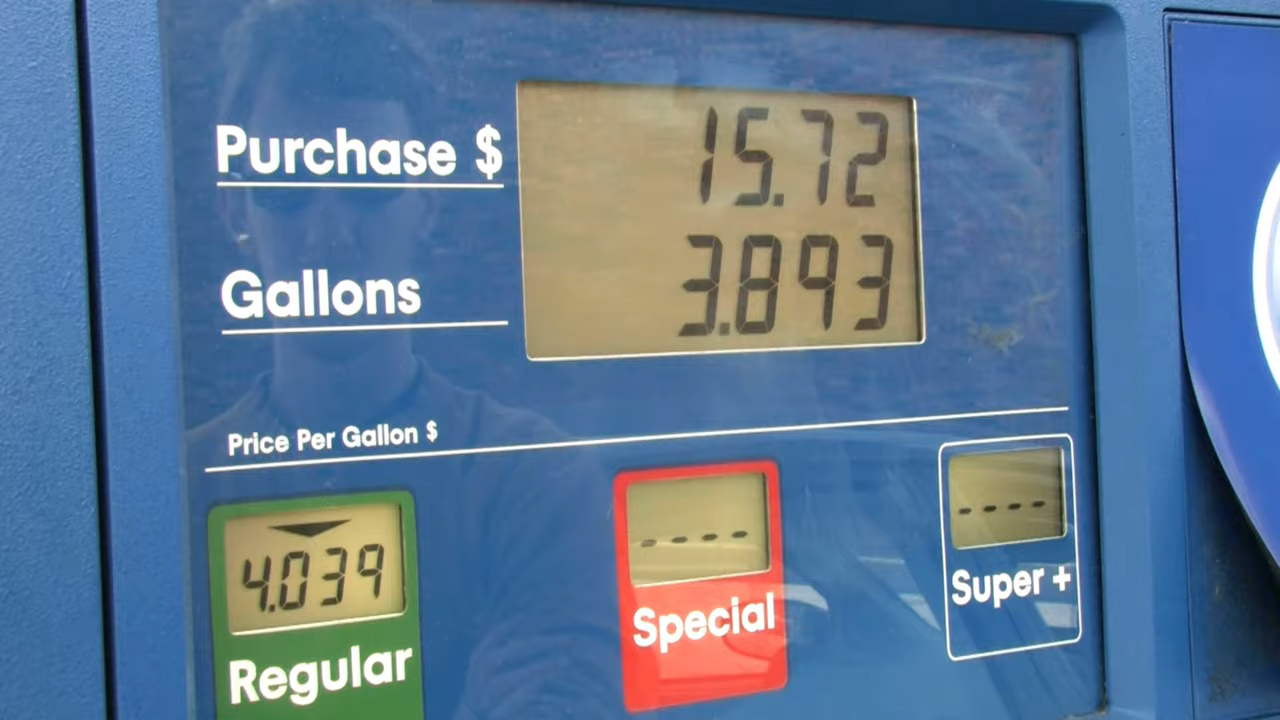 Purchase $ 15.72
Gallons 3.893
Price Per Gallon $
4.039 ---- ----
Regular Special Super +